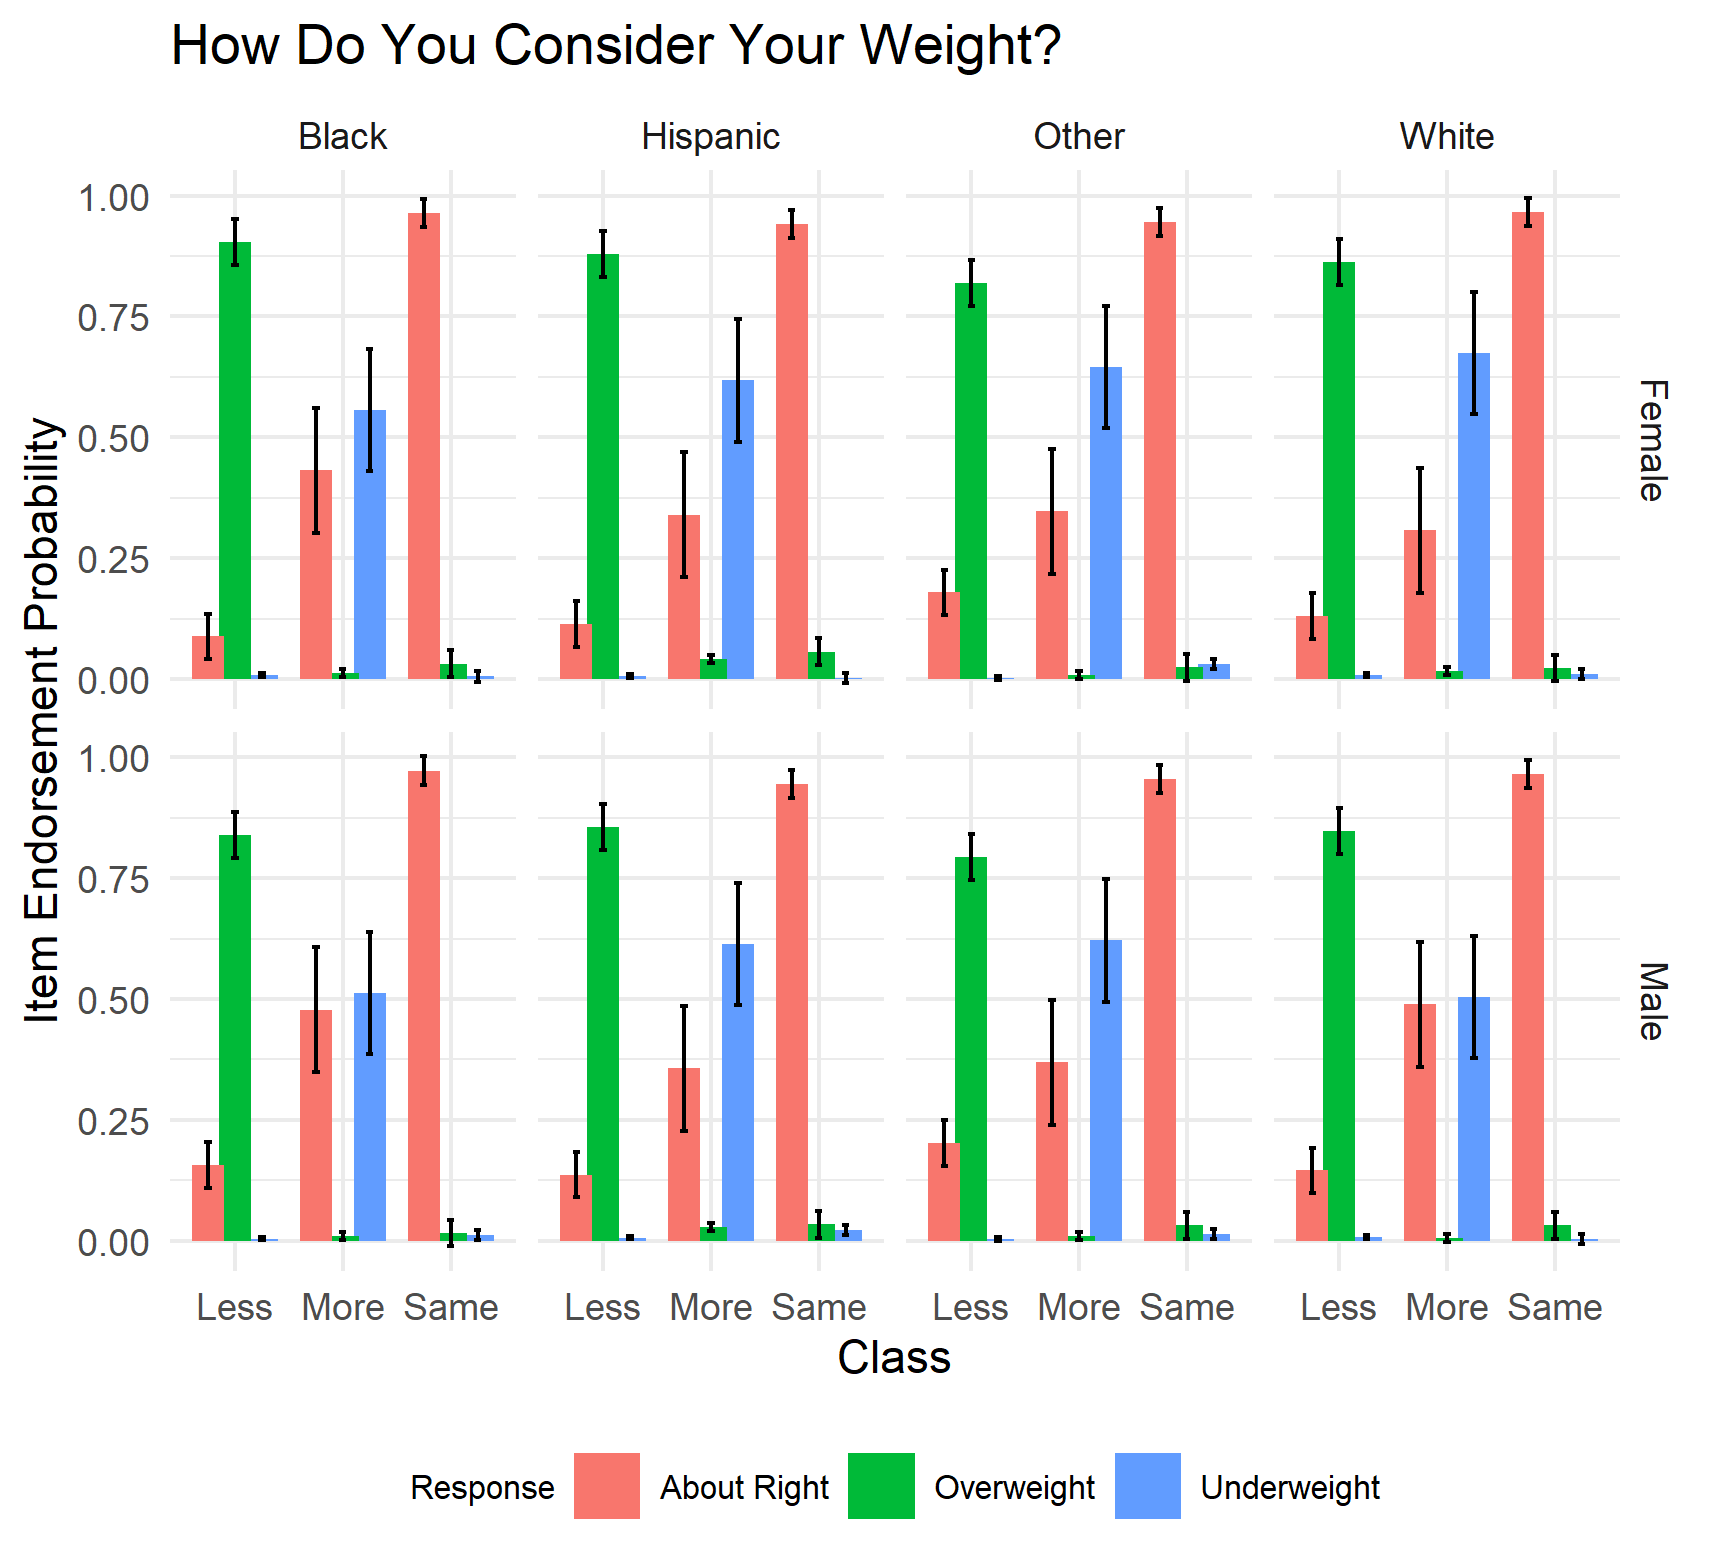 How Do You Consider Your Weight?
Black Hispanic Other White
1.00
0.75
0.50
0.25
0.00
Female
1.00
0.75
0.50
0.25
0.00
Male
Item Endorsement Probability
Less More Same Less More Same Less More Same Less More Same
Class
Response About Right Overweight Underweight